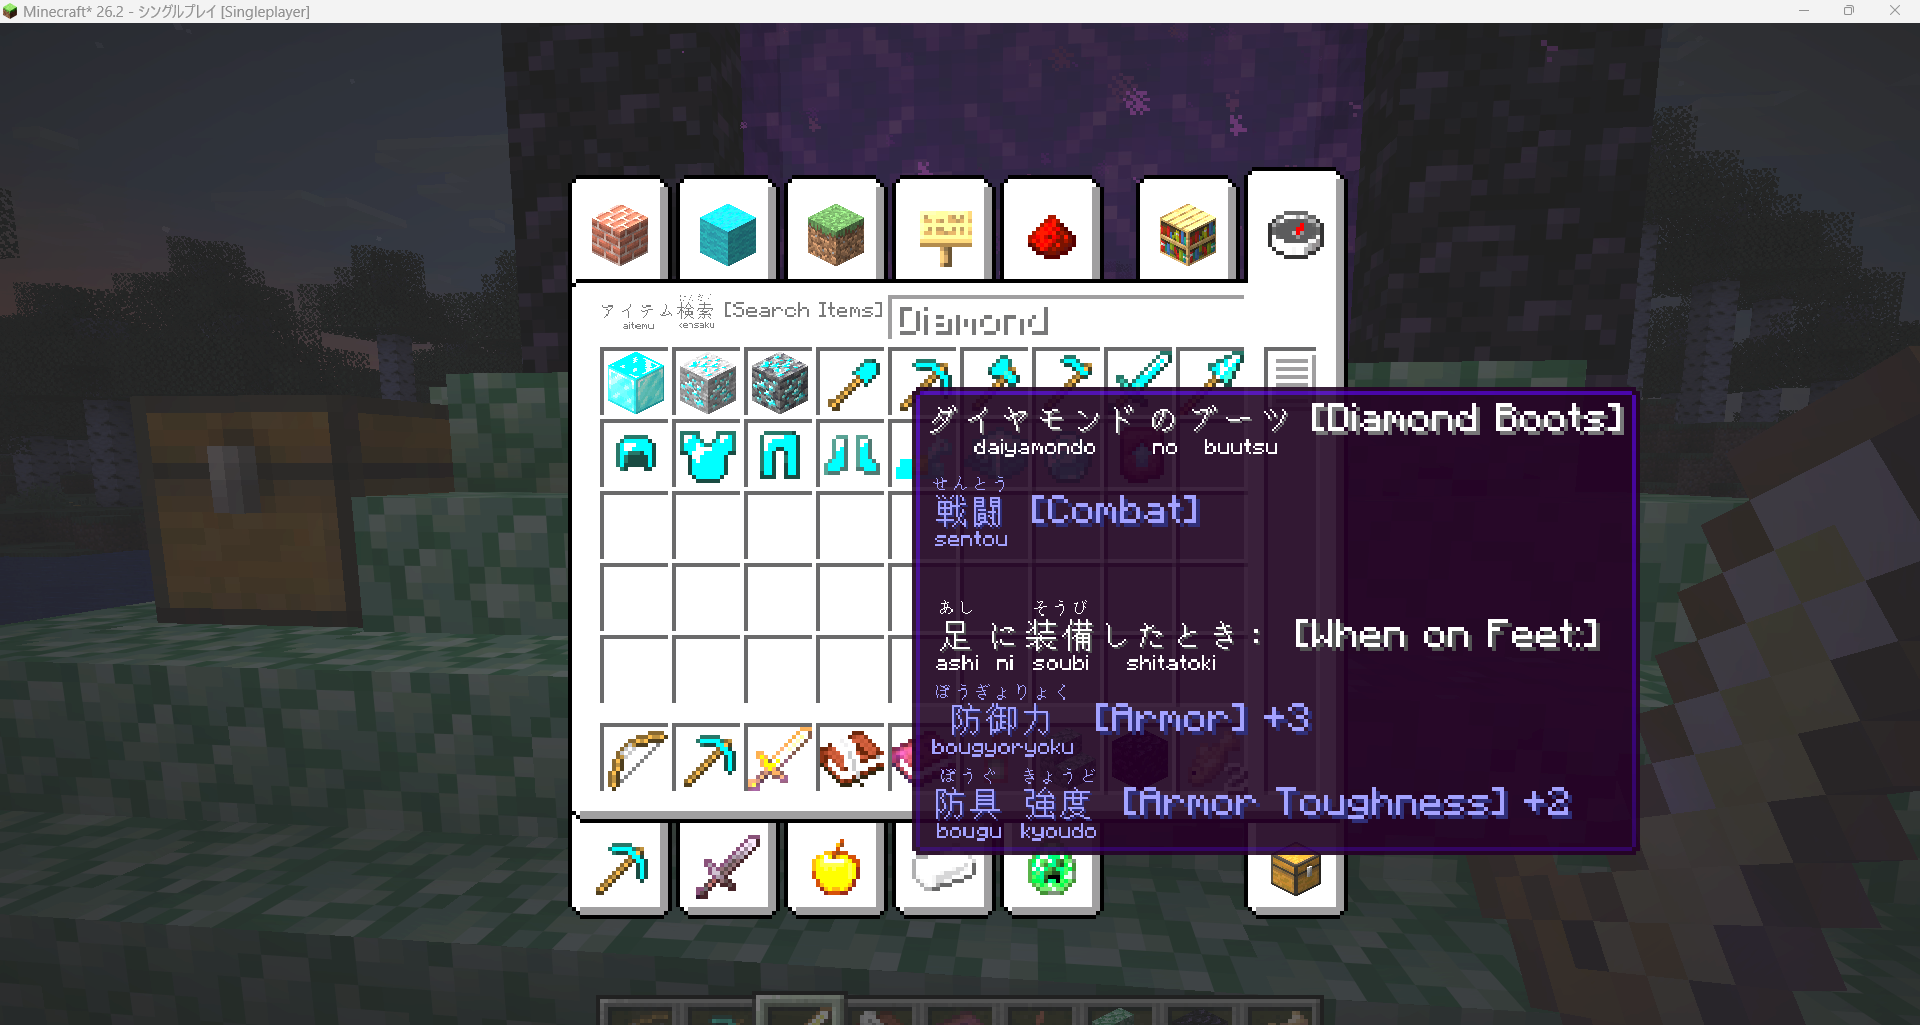 Minecraft* 26.2 - シングルプレイ [Singleplayer]
けんさく
アイテム検索 [Search Items] Diamond
aitemu kensaku
ダイヤモンドのブーツ [Diamond Boots]
daiyamondo no buutsu
せんとう
戦闘 [Combat]
sentou
あし そうび
足に装備したとき： [When on Feet:]
ashi ni soubi shitatoki
ぼうぎょりょく
防御力 [Armor] +3
bougyoryoku
ぼうぐ きょうど
防具 強度 [Armor Toughness] +2
bougu kyoudo